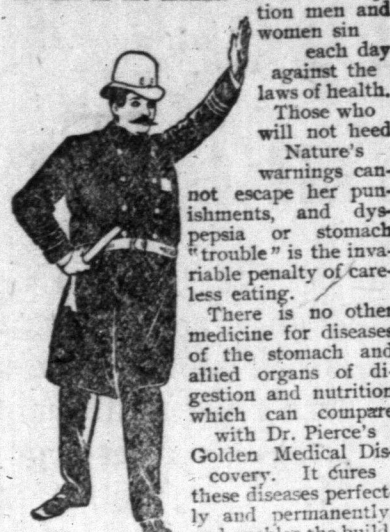 tion men and
women sin
each day
against the
laws of health.
Those who
will not heed
Nature's
warnings can-
not escape her pun-
ishments, and dys-
pepsia or stomach
"trouble" is the inva-
riable penalty of care-
less eating.
There is no other
medicine for diseases
of the stomach and
allied organs of di-
gestion and nutrition
which can compare
with Dr. Pierce's
Golden Medical Dis-
covery. It cures
these diseases perfect-
ly and permanently